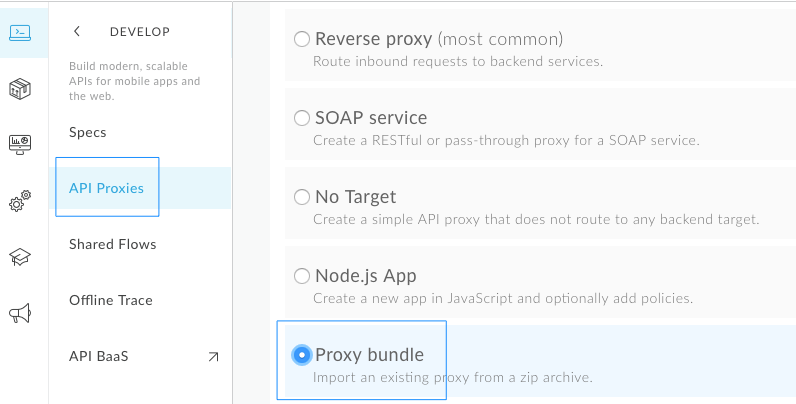 DEVELOP
Build modern, scalable
APIs for mobile apps and
the web.
Specs
API Proxies
Shared Flows
Offline Trace
API BaaS
Reverse proxy (most common)
Route inbound requests to backend services.
SOAP service
Create a RESTful or pass-through proxy for a SOAP service.
No Target
Create a simple API proxy that does not route to any backend target.
Node.js App
Create a new app in JavaScript and optionally add policies.
Proxy bundle
Import an existing proxy from a zip archive.